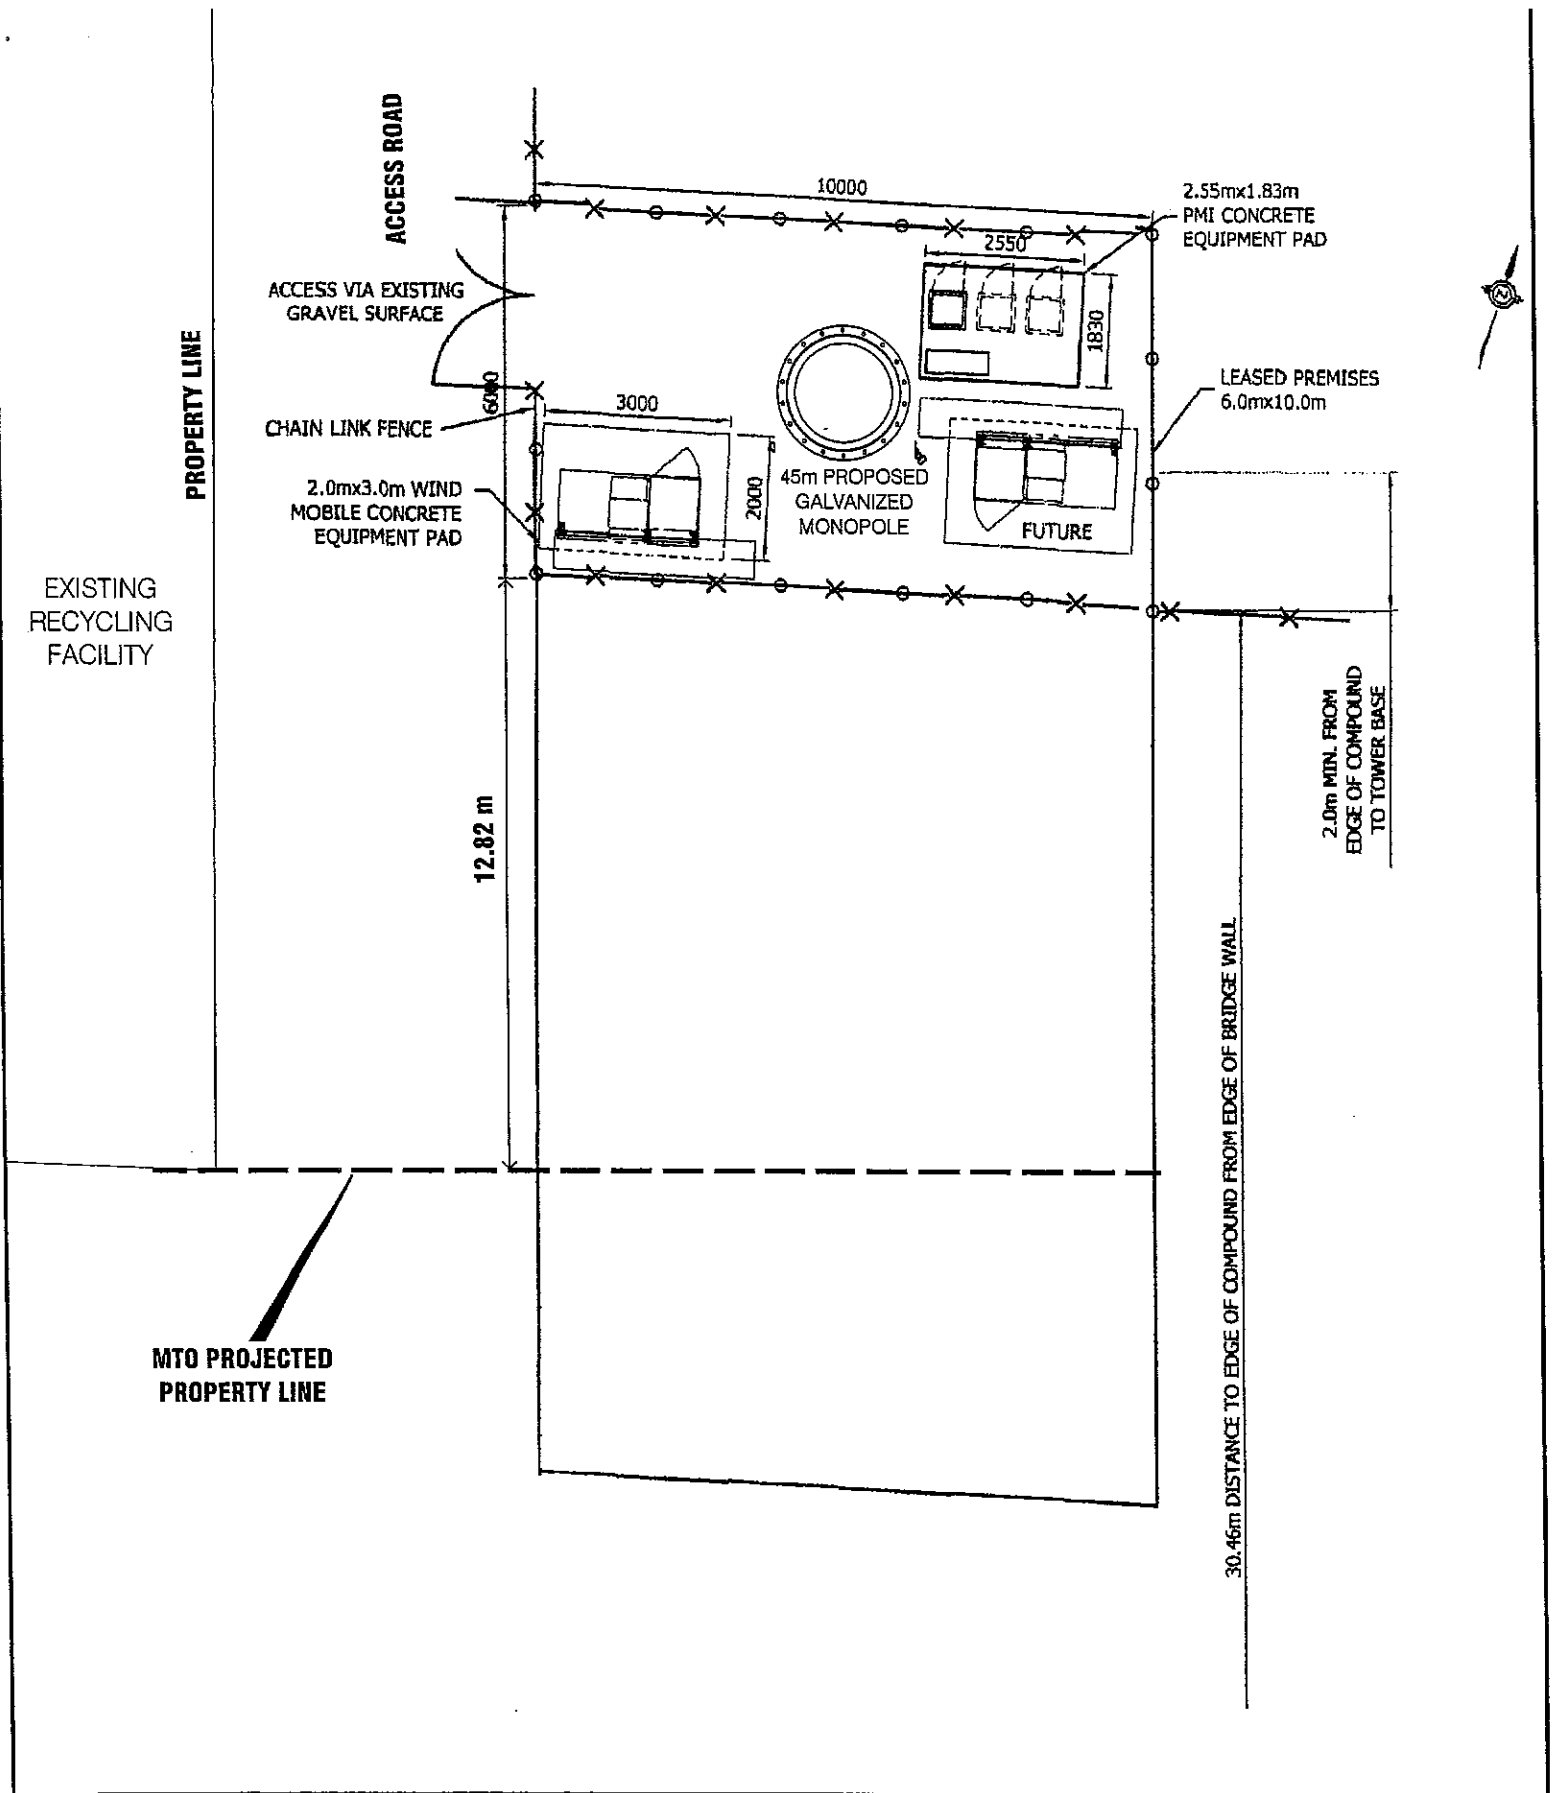 ACCESS ROAD
10000
2.55mx1.83m
PMI CONCRETE
EQUIPMENT PAD
2550
1830
ACCESS VIA EXISTING
GRAVEL SURFACE
PROPERTY LINE
6000
LEASED PREMISES
6.0mx10.0m
3000
CHAIN LINK FENCE
2000
45m PROPOSED
GALVANIZED
MONOPOLE
2.0mx3.0m WIND
MOBILE CONCRETE
EQUIPMENT PAD
FUTURE
EXISTING
RECYCLING
FACILITY
2.0m MIN. FROM
EDGE OF COMPOUND
TO TOWER BASE
12.82 m
30.46m DISTANCE TO EDGE OF COMPOUND FROM EDGE OF BRIDGE WALL
MTO PROJECTED
PROPERTY LINE
N